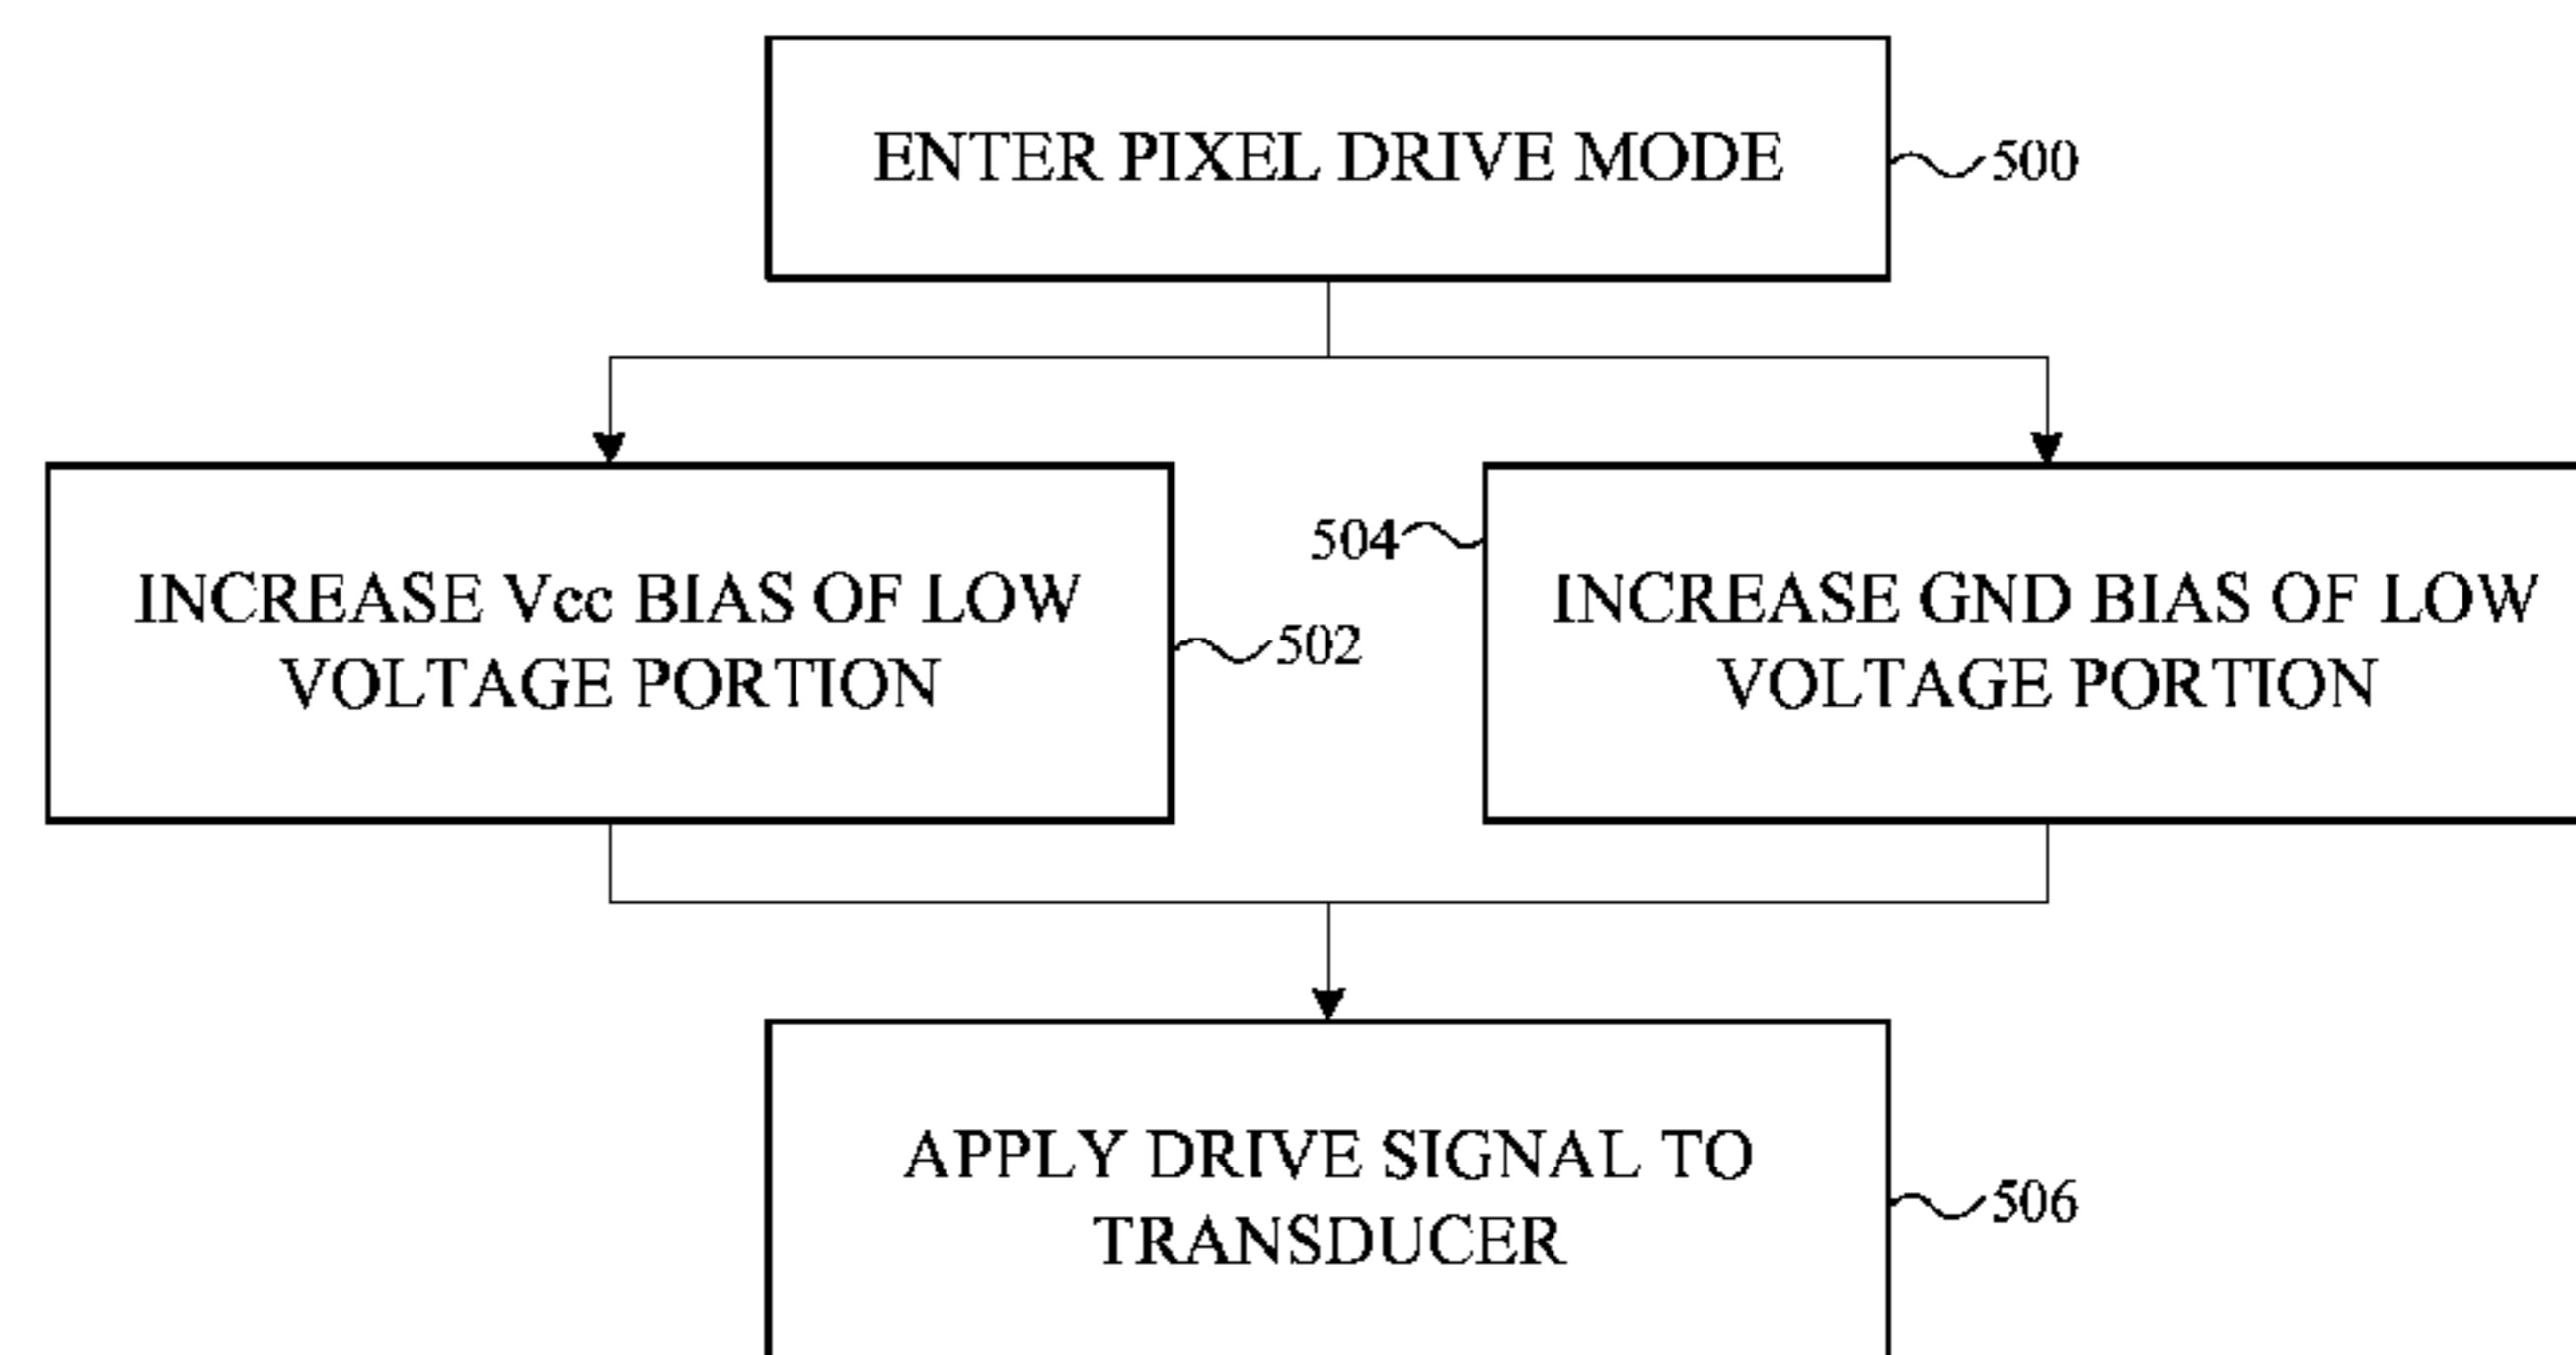 ENTER PIXEL DRIVE MODE
500
INCREASE Vcc BIAS OF LOW
VOLTAGE PORTION
502
504
INCREASE GND BIAS OF LOW
VOLTAGE PORTION
APPLY DRIVE SIGNAL TO
TRANSDUCER
506